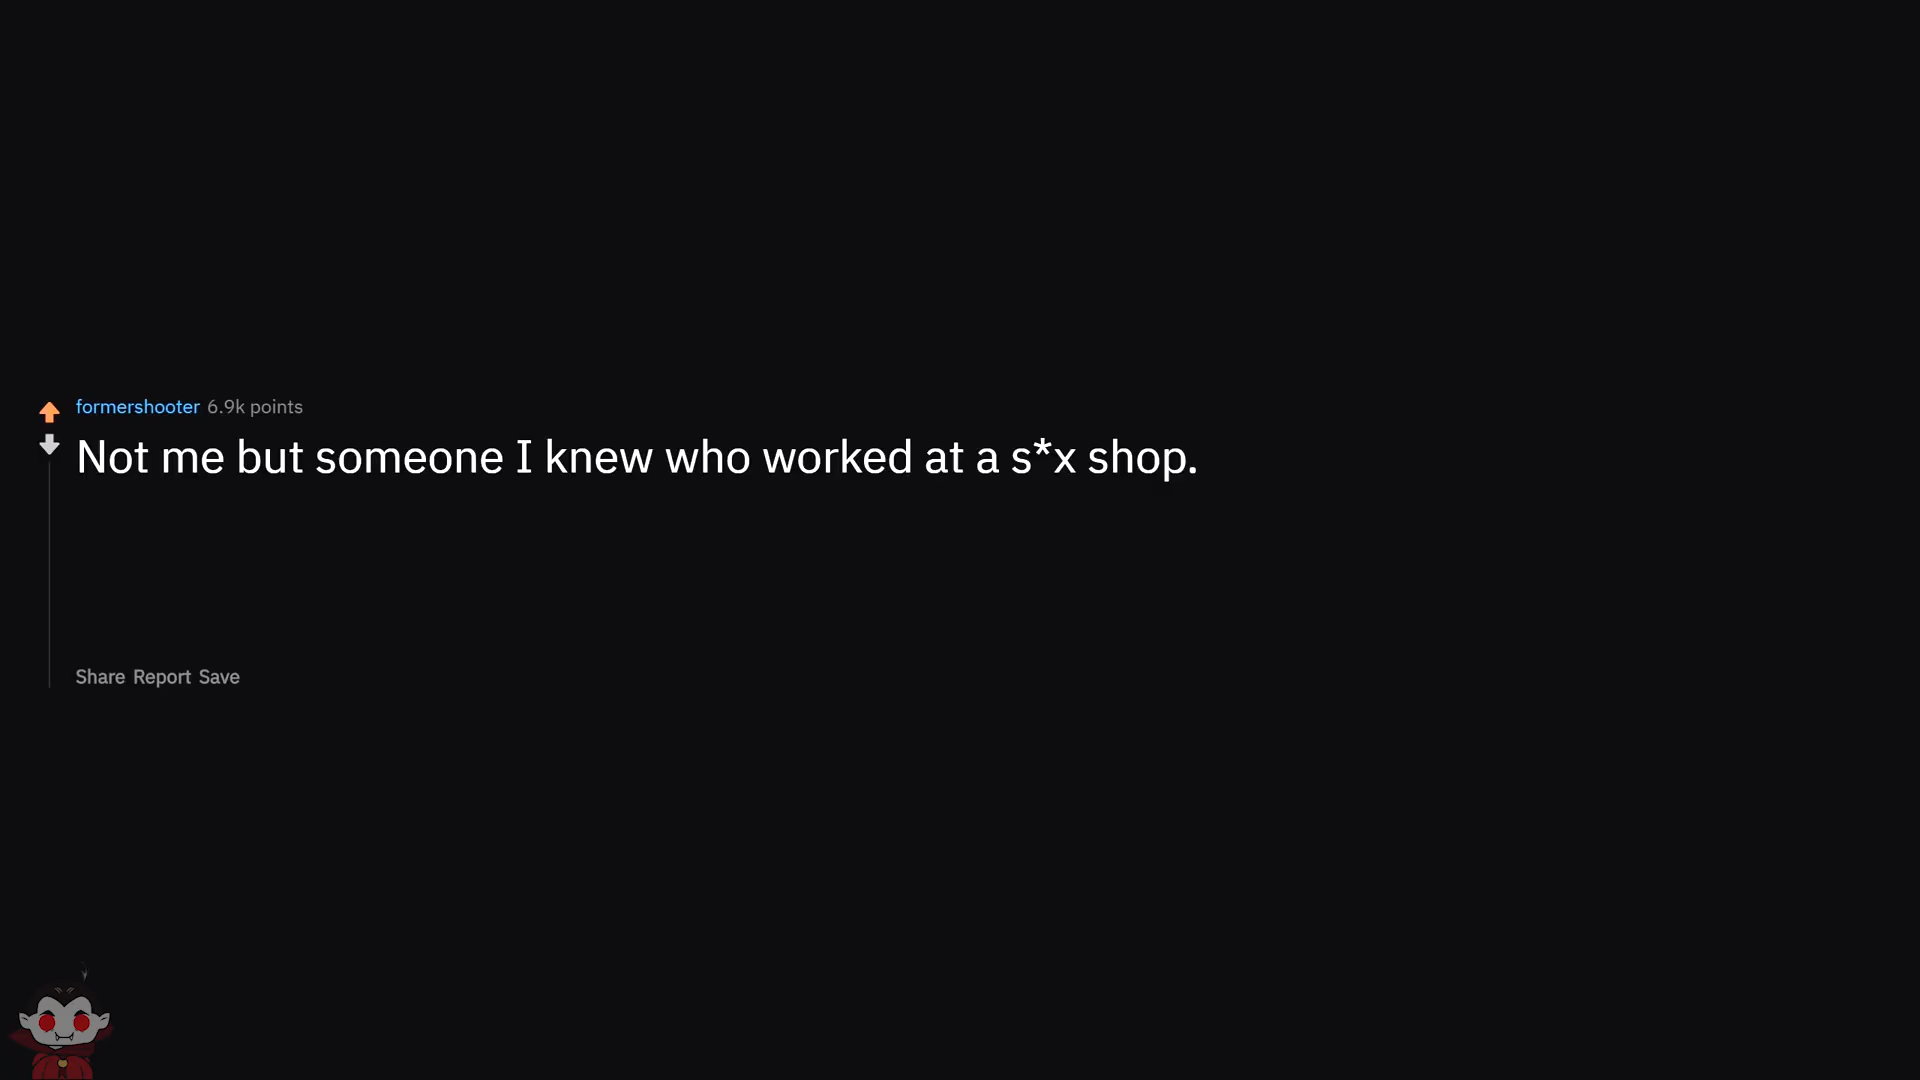 formershooter 6.9k points
Not me but someone I knew who worked at a s*x shop.
Share Report Save